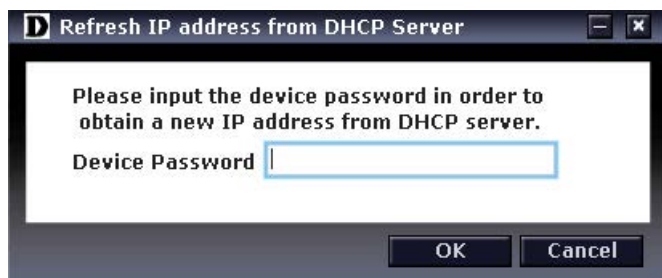 D Refresh IP address from DHCP Server
Please input the device password in order to
obtain a new IP address from DHCP server.
Device Password
OK Cancel